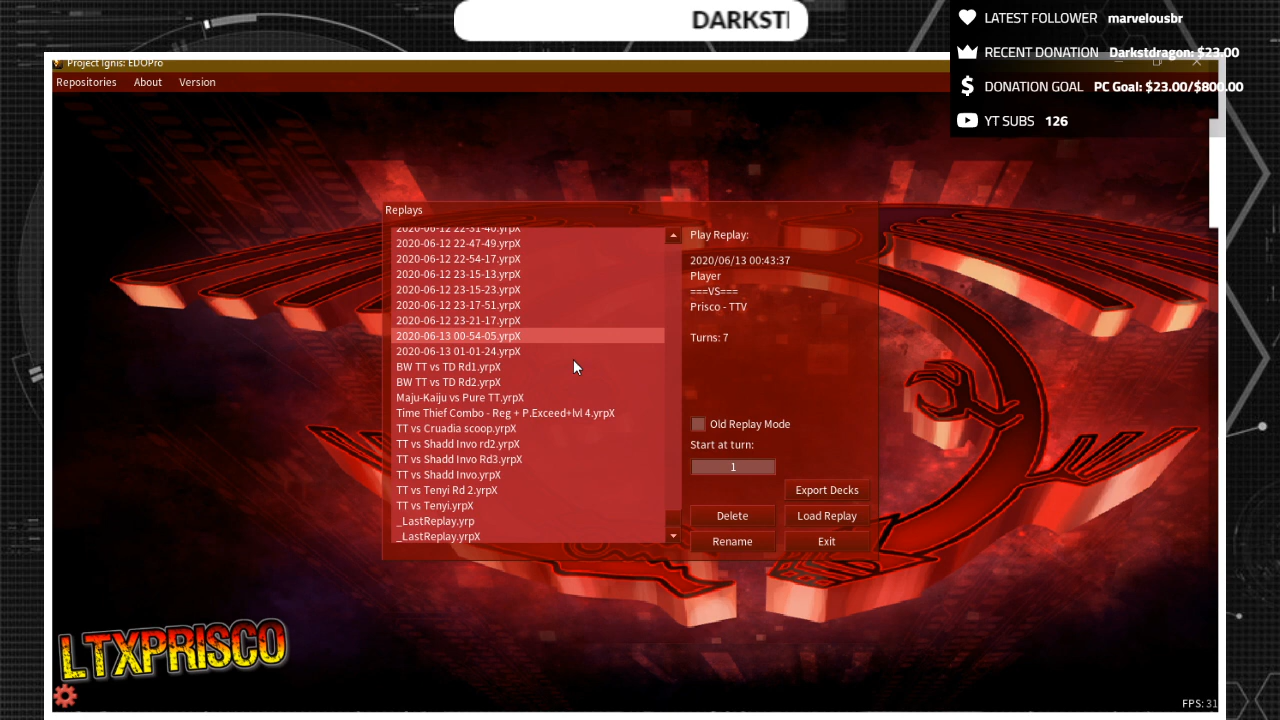 DARKST
LATEST FOLLOWER marvelousbr
RECENT DONATION Darkstdragon: $23.00
DONATION GOAL PC Goal: $23.00/$800.00
YT SUBS 126
Project Ignis: EDOPro
Repositories About Version
Replays
2020-06-12 22-31-40.yrpX
2020-06-12 22-47-49.yrpX
2020-06-12 22-54-17.yrpX
2020-06-12 23-15-13.yrpX
2020-06-12 23-15-23.yrpX
2020-06-12 23-17-51.yrpX
2020-06-12 23-21-17.yrpX
2020-06-13 00-54-05.yrpX
2020-06-13 01-01-24.yrpX
BW TT vs TD Rd1.yrpX
BW TT vs TD Rd2.yrpX
Maju-Kaiju vs Pure TT.yrpX
Time Thief Combo - Reg + P.Exceed+lvl 4.yrpX
TT vs Cruadia scoop.yrpX
TT vs Shadd Invo rd2.yrpX
TT vs Shadd Invo Rd3.yrpX
TT vs Shadd Invo.yrpX
TT vs Tenyi Rd 2.yrpX
TT vs Tenyi.yrpX
_LastReplay.yrp
_LastReplay.yrpX
Play Replay:
2020/06/13 00:43:37
Player
===VS===
Prisco - TTV
Turns: 7
Old Replay Mode
Start at turn:
1
Export Decks
Delete Load Replay
Rename Exit
LTXPRISCO
FPS: 31